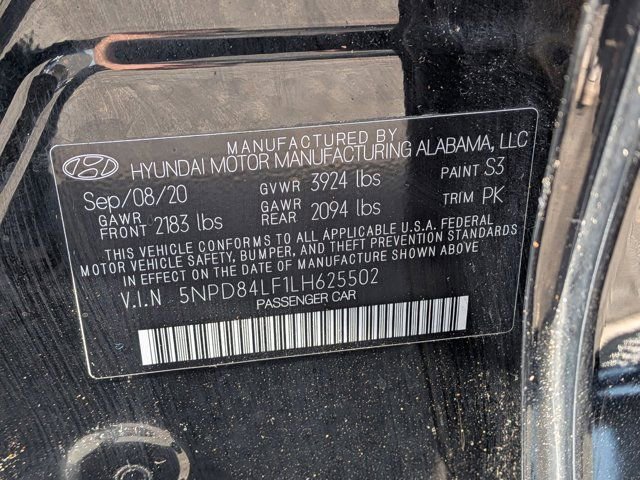 MANUFACTURED BY
HYUNDAI MOTOR MANUFACTURING ALABAMA, LLC
Sep/08/20 GVWR 3924 lbs PAINT S3
GAWR FRONT 2183 lbs GAWR REAR 2094 lbs TRIM PK
THIS VEHICLE CONFORMS TO ALL APPLICABLE U.S.A. FEDERAL
MOTOR VEHICLE SAFETY, BUMPER, AND THEFT PREVENTION STANDARDS
IN EFFECT ON THE DATE OF MANUFACTURE SHOWN ABOVE
V.I.N 5NPD84LF1LH625502
PASSENGER CAR